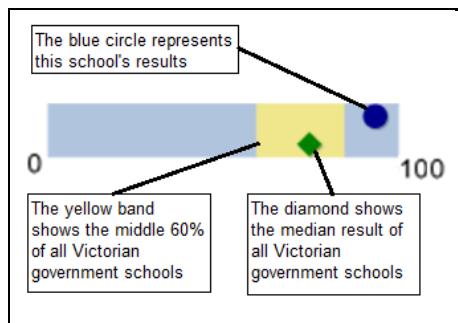 The blue circle represents
this school's results
0
100
The yellow band
shows the middle 60%
of all Victorian
government schools
The diamond shows
the median result of
all Victorian
government schools